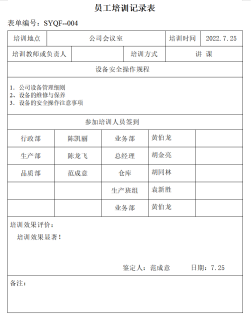 员工培训记录表
表单编号：SYQF--004
培训地点 公司会议室 培训时间 2022.7.25
培训教师或负责人 培训方式 讲 课
设备安全操作规程
1、公司设备管理细则
2、设备的维修与保养
3、设备的安全操作注意事项
参加培训人员签到
行政部 陈凯丽 业务部 黄伯龙
生产部 陈龙飞 总经理 胡金亮
品质部 范成意 仓库 胡同林
生产班组 袁新胜
业务部 黄伯龙
培训效果评价：
培训效果显著！
鉴定人：范成意 日期：7.25
备注：